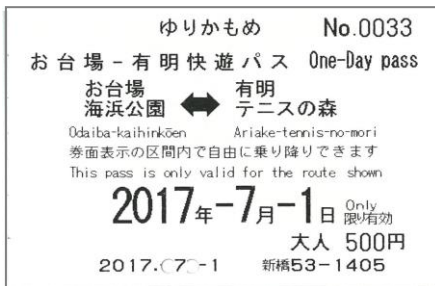 ゆりかもめ No.0033
お台場-有明快遊パス One-Day pass
お台場海浜公園 ⬌ 有明テニスの森
Odaiba-kaihinkōen Ariake-tennis-no-mori
券面表示の区間内で自由に乗り降りできます
This pass is only valid for the route shown
2017年-7月-1日 Only 限り有効
大人 500円
2017.-7.-1 新橋53-1405